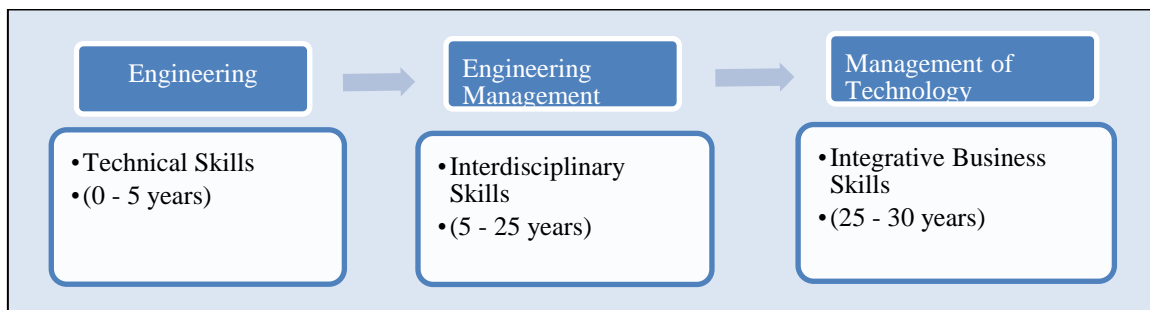 Engineering
• Technical Skills
• (0 - 5 years)
Engineering
Management
• Interdisciplinary
Skills
• (5 - 25 years)
Management of
Technology
• Integrative Business
Skills
• (25 - 30 years)